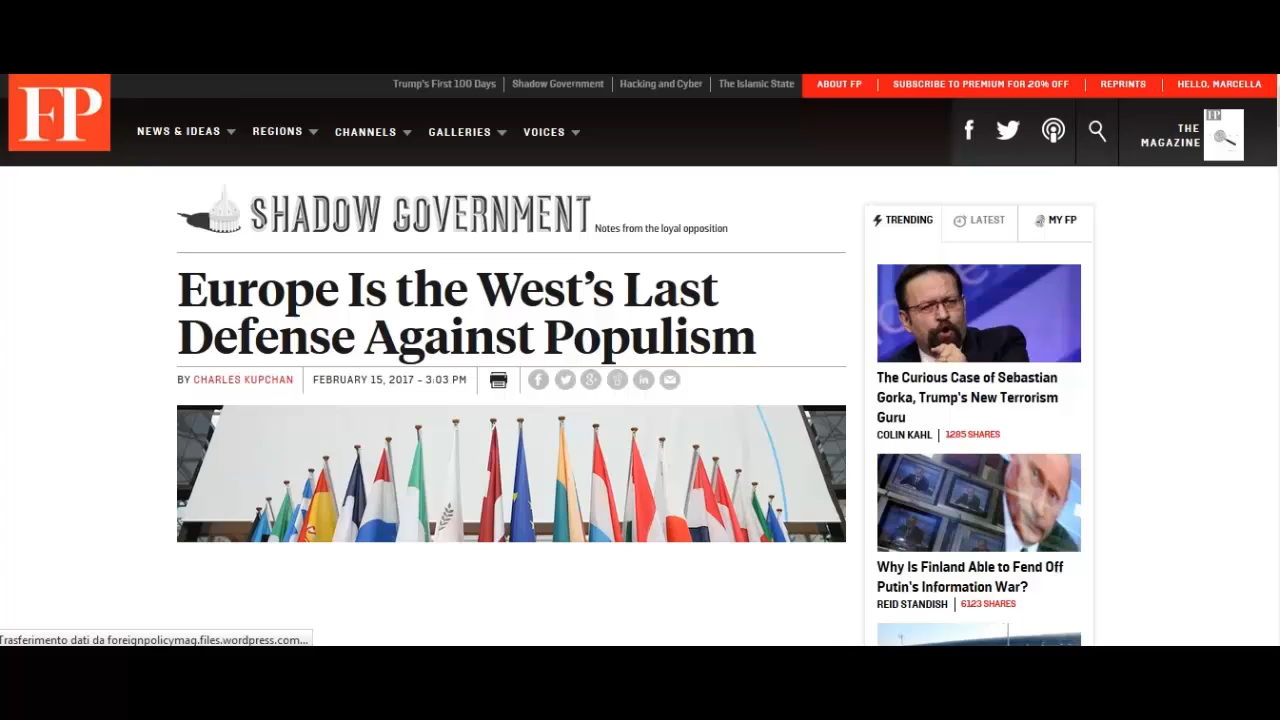 Trump's First 100 Days
Shadow Government
Hacking and Cyber
The Islamic State
ABOUT FP
SUBSCRIBE TO PREMIUM FOR 20% OFF
REPRINTS
HELLO, MARCELLA
FP
NEWS & IDEAS
REGIONS
CHANNELS
GALLERIES
VOICES
THE
MAGAZINE
FP
SHADOW GOVERNMENT
Notes from the loyal opposition
Europe Is the West's Last
Defense Against Populism
BY CHARLES KUPCHAN
FEBRUARY 15, 2017 - 3:03 PM
TRENDING
LATEST
MY FP
The Curious Case of Sebastian
Gorka, Trump's New Terrorism
Guru
COLIN KAHL
1285 SHARES
Why Is Finland Able to Fend Off
Putin's Information War?
REID STANDISH
6123 SHARES
Trasferimento dati da foreignpolicymag.files.wordpress.com...